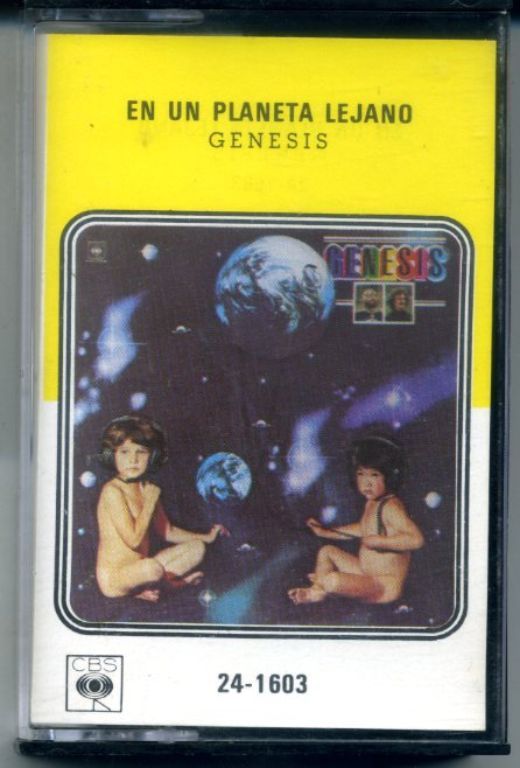 EN UN PLANETA LEJANO
GENESIS
GENESIS
CBS
24-1603